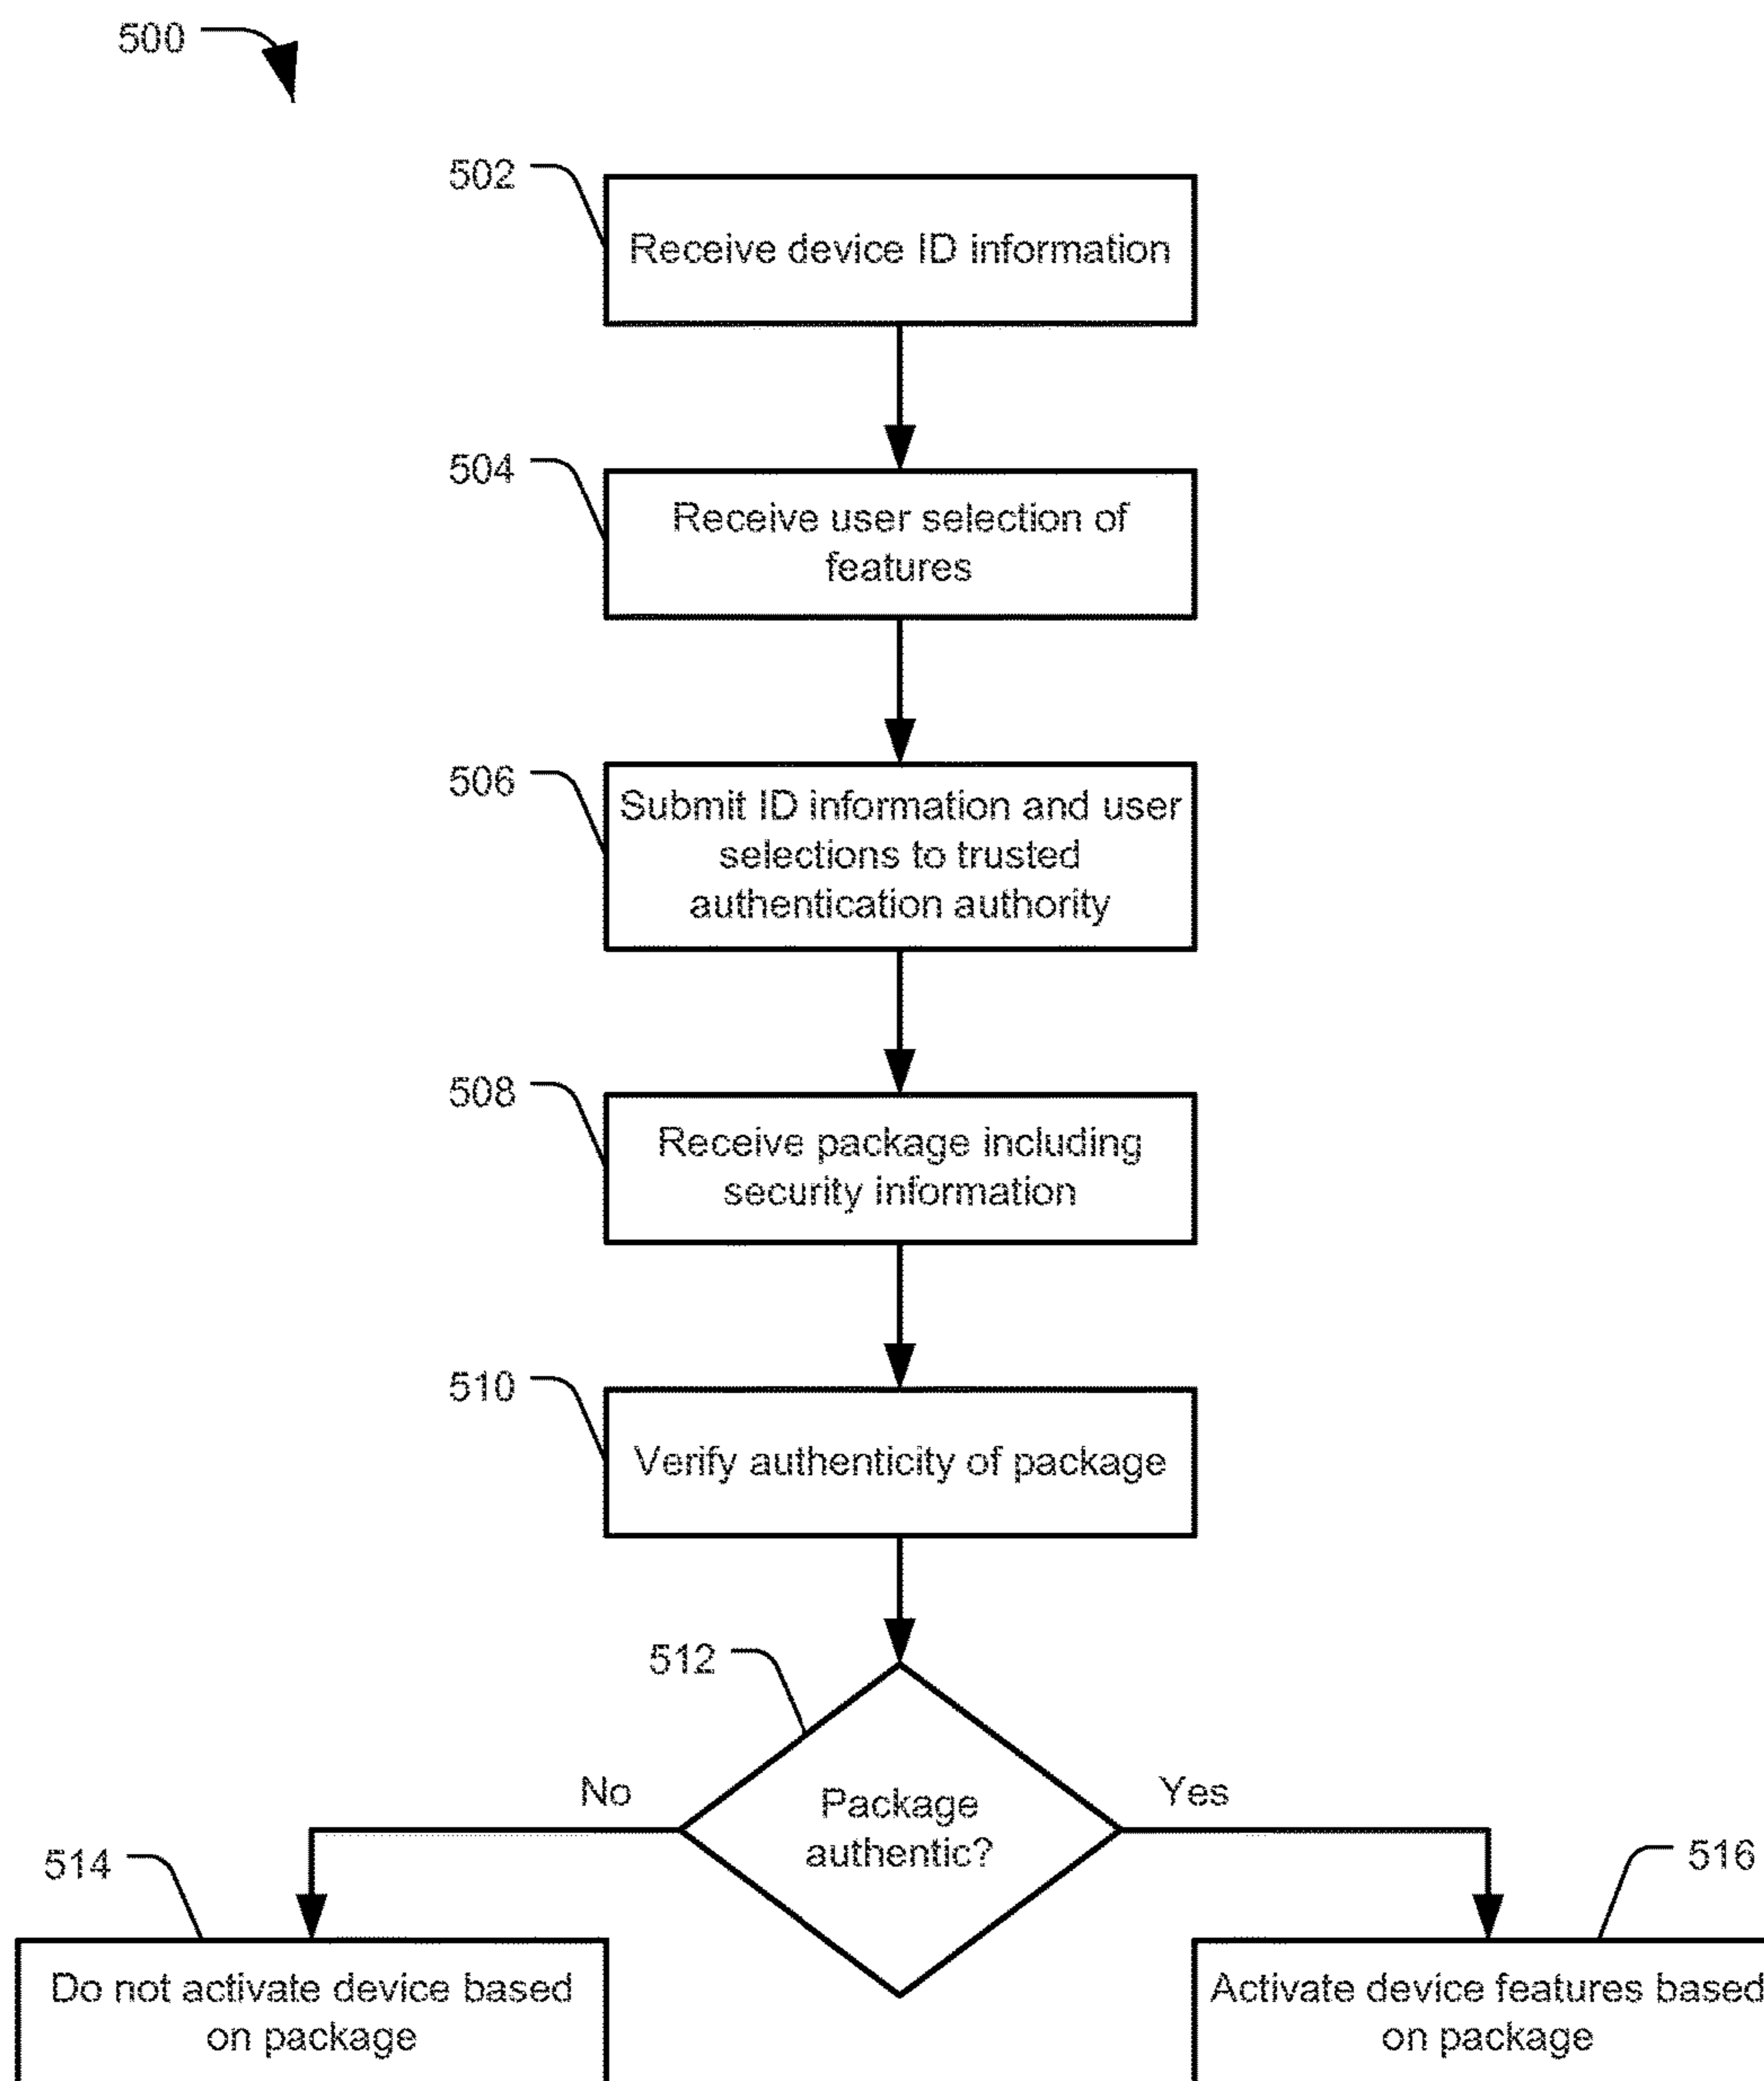 500
502
Receive device ID information
504
Receive user selection of
features
506
Submit ID information and user
selections to trusted
authentication authority
508
Receive package including
security information
510
Verify authenticity of package
512
Package
authentic?
No
Yes
514
516
Do not activate device based
on package
Activate device features based
on package